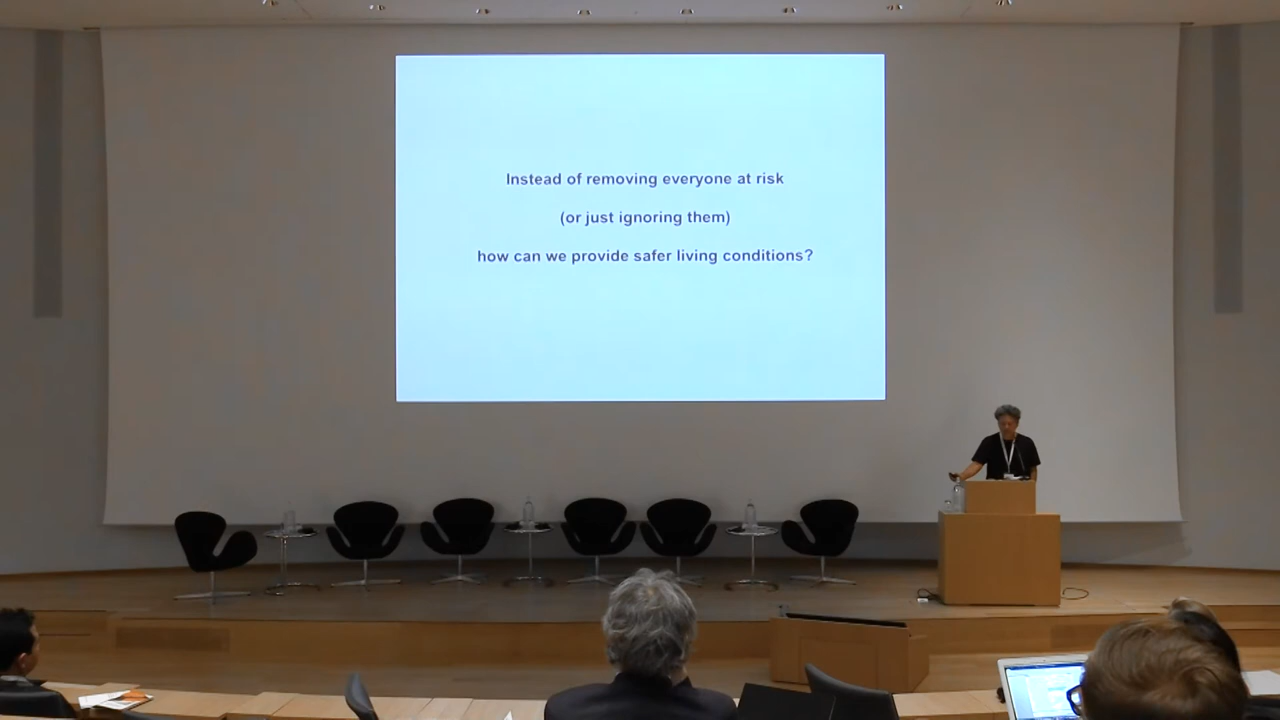 Instead of removing everyone at risk
(or just ignoring them)
how can we provide safer living conditions?